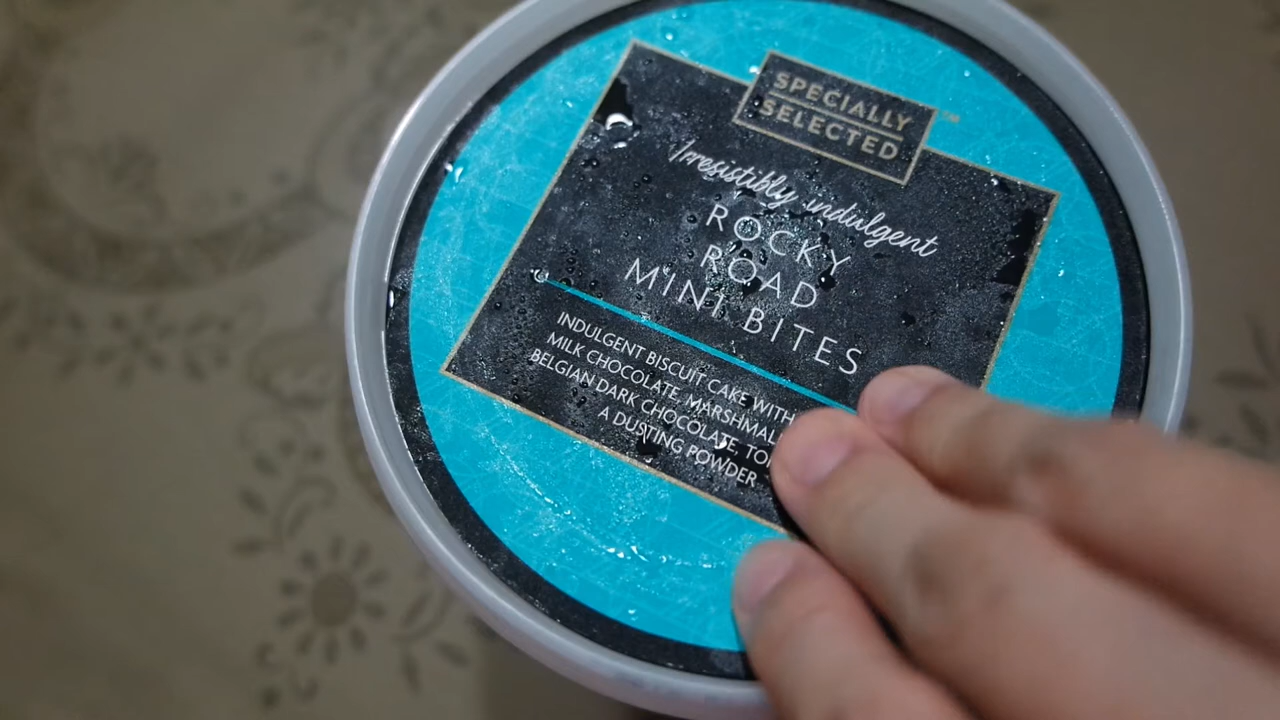 SPECIALLY
SELECTED
™
Irresistibly indulgent
ROCKY
ROAD
MINI BITES
INDULGENT BISCUIT CAKE WITH
MILK CHOCOLATE, MARSHMAL
BELGIAN DARK CHOCOLATE, TO
A DUSTING POWDER